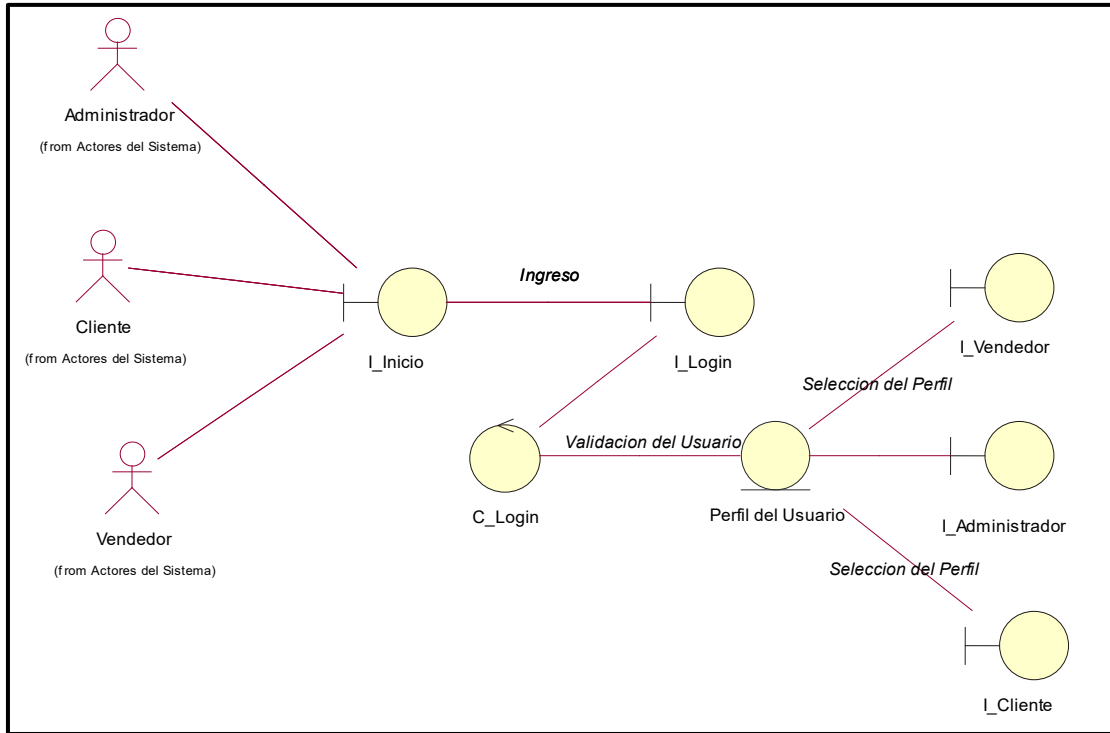 Administrador
(from Actores del Sistema)
Cliente
(from Actores del Sistema)
Vendedor
(from Actores del Sistema)
I_Inicio
Ingreso
I_Login
C_Login
Validacion del Usuario
Perfil del Usuario
Seleccion del Perfil
I_Vendedor
I_Administrador
Seleccion del Perfil
I_Cliente